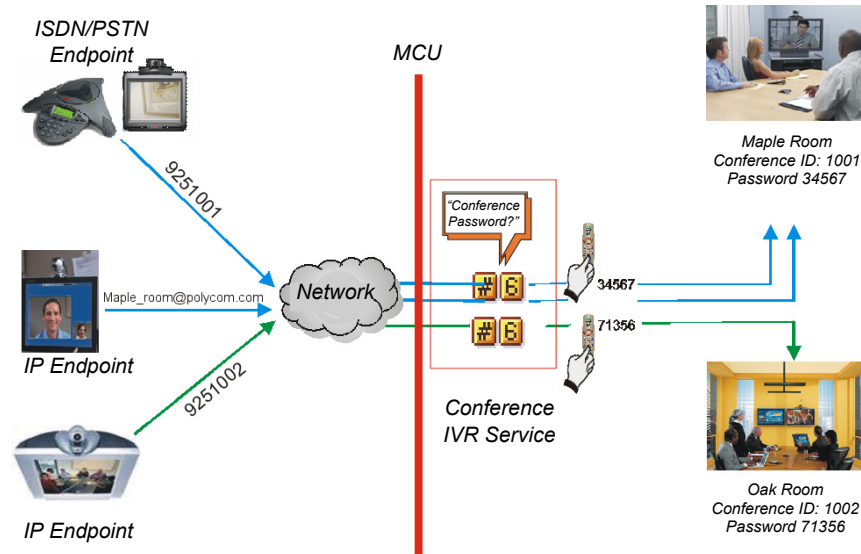 ISDN/PSTN
Endpoint
MCU
9251001
Maple_room@polycom.com
IP Endpoint
9251002
IP Endpoint
Network
"Conference
Password?"
# 6
# 6
Conference
IVR Service
34567
71356
Maple Room
Conference ID: 1001
Password 34567
Oak Room
Conference ID: 1002
Password 71356